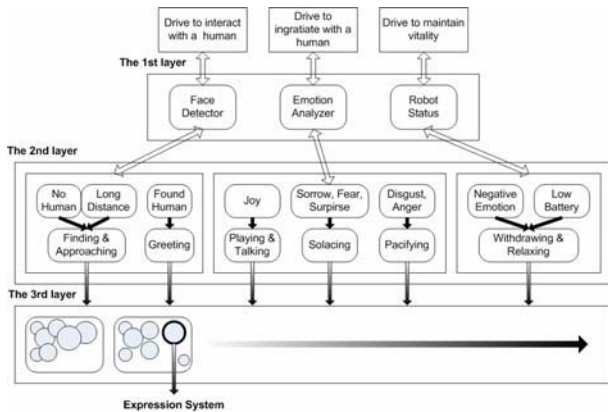 Drive to interact
with a human
Drive to
ingratiate with a
human
Drive to maintain
vitality
The 1st layer
Face
Detector
Emotion
Analyzer
Robot
Status
The 2nd layer
No
Human
Long
Distance
Found
Human
Joy
Sorrow, Fear,
Surpirse
Disgust,
Anger
Negative
Emotion
Low
Battery
Finding &
Approaching
Greeting
Playing &
Talking
Solacing
Pacifying
Withdrawing &
Relaxing
The 3rd layer
Expression System